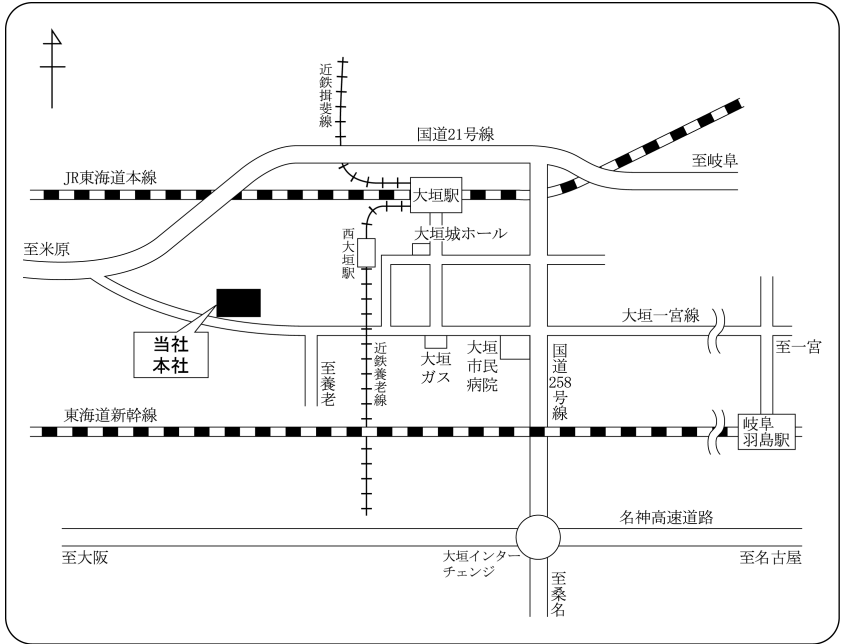 近鉄揖斐線
国道21号線
至岐阜
JR東海道本線
大垣駅
大垣城ホール
至米原
西大垣駅
大垣一宮線
当社
本社
大垣
ガス
大垣
市民
病院
国道258号線
至一宮
至養老
近鉄養老線
東海道新幹線
岐阜
羽島駅
名神高速道路
至大阪
大垣インター
チェンジ
至名古屋
至桑名